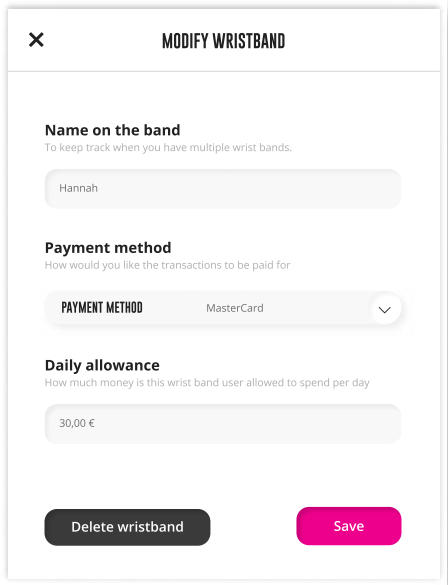 MODIFY WRISTBAND
Name on the band
To keep track when you have multiple wrist bands.
Hannah
Payment method
How would you like the transactions to be paid for
PAYMENT METHOD MasterCard
Daily allowance
How much money is this wrist band user allowed to spend per day
30,00 €
Delete wristband Save